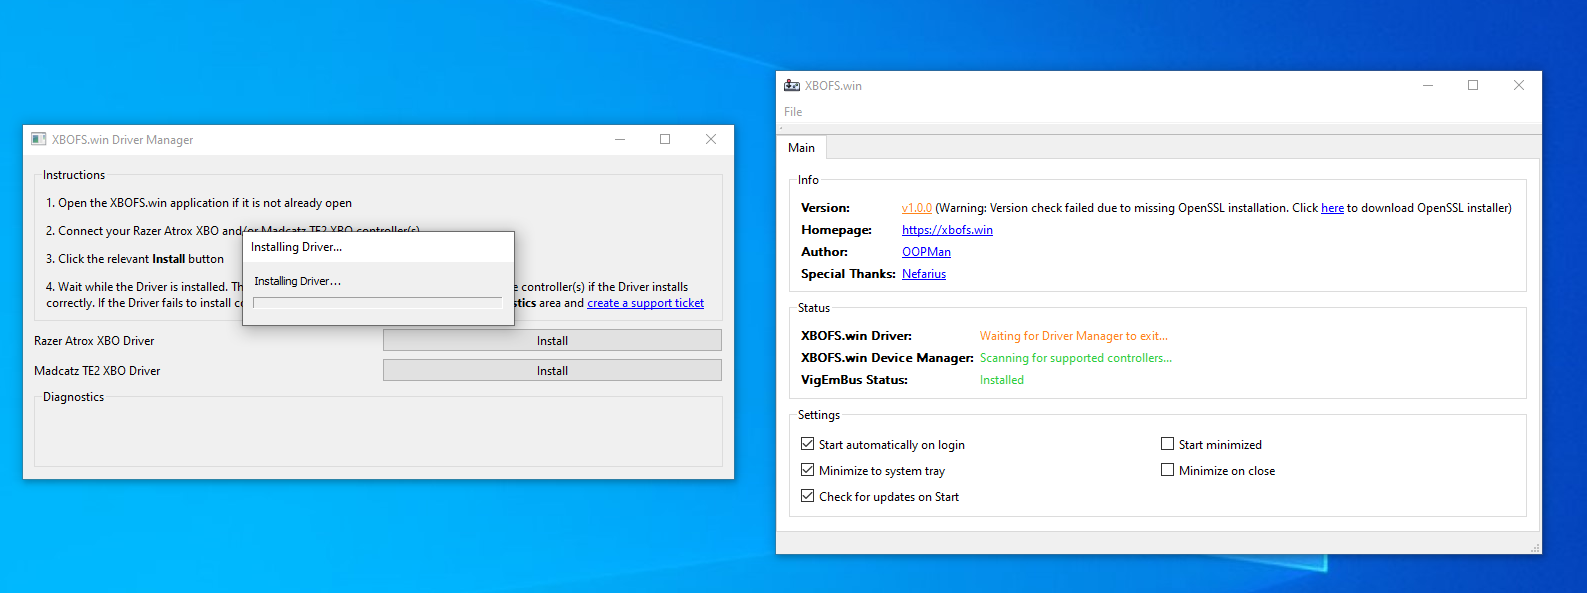 XBOFS.win Driver Manager
Instructions
1. Open the XBOFS.win application if it is not already open
2. Connect your Razer Atrox XBO and/or Madcatz TE2 XBO controller(s)
3. Click the relevant Install button
4. Wait while the Driver is installed. Th
e controller(s) if the Driver installs
correctly. If the Driver fails to install co
stics area and create a support ticket
Installing Driver...
Installing Driver...
Razer Atrox XBO Driver Install
Madcatz TE2 XBO Driver Install
Diagnostics
XBOFS.win
File
Main
Info
Version: v1.0.0 (Warning: Version check failed due to missing OpenSSL installation. Click here to download OpenSSL installer)
Homepage: https://xbofs.win
Author: OOPMan
Special Thanks: Nefarius
Status
XBOFS.win Driver: Waiting for Driver Manager to exit...
XBOFS.win Device Manager: Scanning for supported controllers...
VigEmBus Status: Installed
Settings
Start automatically on login Start minimized
Minimize to system tray Minimize on close
Check for updates on Start